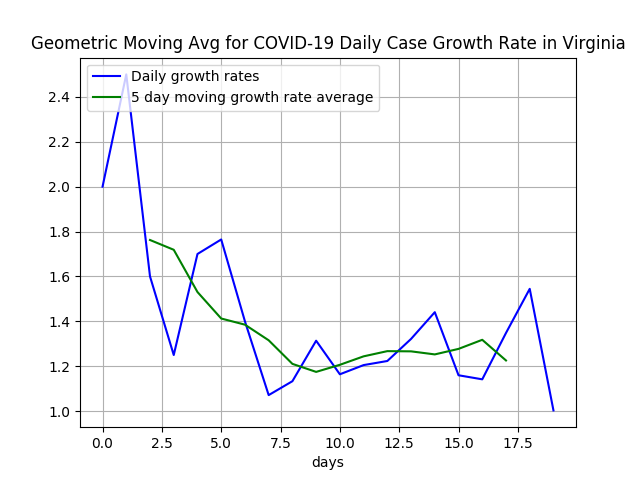 Geometric Moving Avg for COVID-19 Daily Case Growth Rate in Virginia
Daily growth rates
5 day moving growth rate average
2.4
2.2
2.0
1.8
1.6
1.4
1.2
1.0
0.0 2.5 5.0 7.5 10.0 12.5 15.0 17.5
days